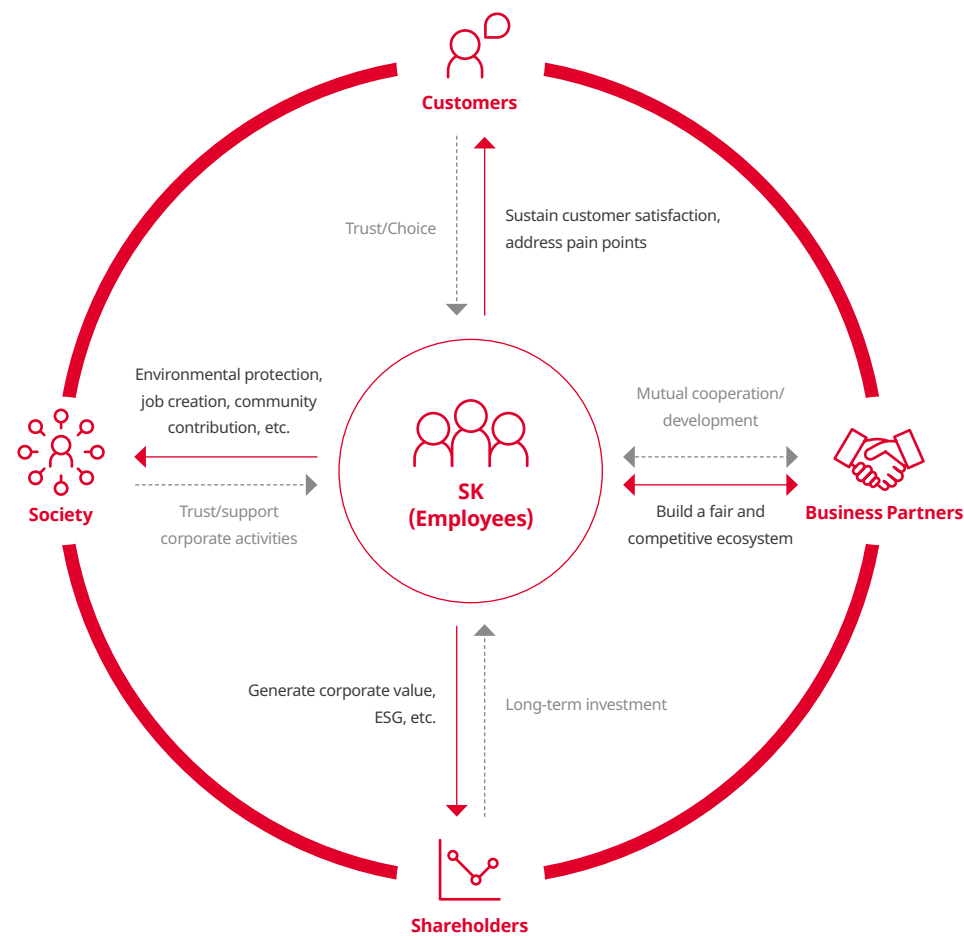 Customers
Trust/Choice
Sustain customer satisfaction,
address pain points
Environmental protection,
job creation, community
contribution, etc.
Mutual cooperation/
development
Society
SK
(Employees)
Business Partners
Trust/support
corporate activities
Build a fair and
competitive ecosystem
Generate corporate value,
ESG, etc.
Long-term investment
Shareholders